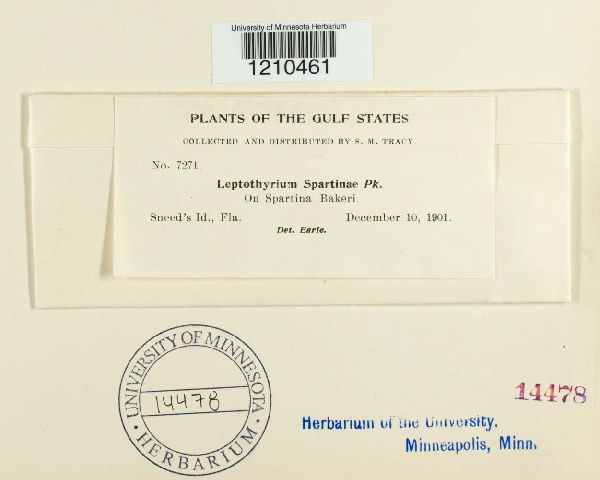 University of Minnesota Herbarium
1210461
PLANTS OF THE GULF STATES
COLLECTED AND DISTRIBUTED BY S. M. TRACY.
No. 7271.
Leptothyrium Spartinae Pk.
On Spartina Bakeri.
Sneed's Id., Fla. December 10, 1901.
Det. Earle.
UNIVERSITY OF MINNESOTA
14478
HERBARIUM
14478
Herbarium of the University.
Minneapolis, Minn.